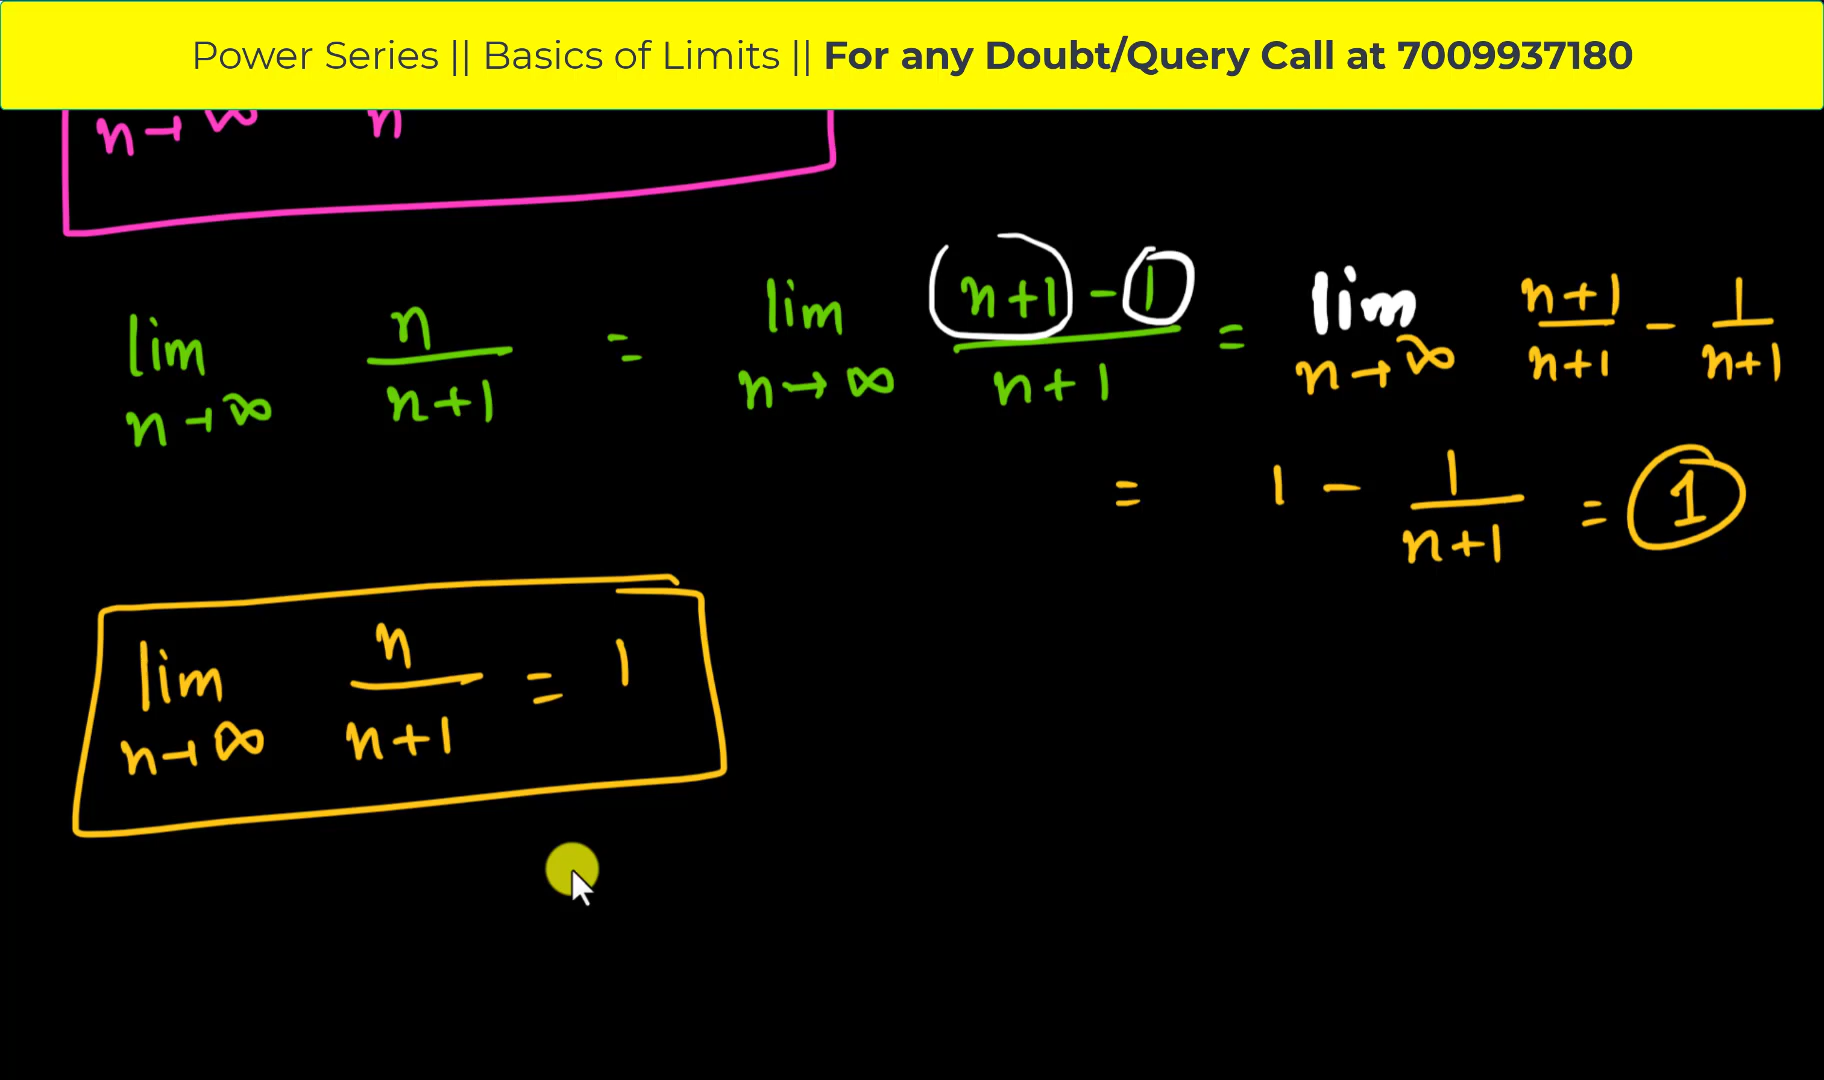 Power Series || Basics of Limits || For any Doubt/Query Call at 7009937180
n→∞ n
lim n→∞ n/(n+1) = lim n→∞ ((n+1) - 1)/(n+1) = lim n→∞ (n+1)/(n+1) - 1/(n+1)
= 1 - 1/(n+1) = 1
lim n→∞ n/(n+1) = 1